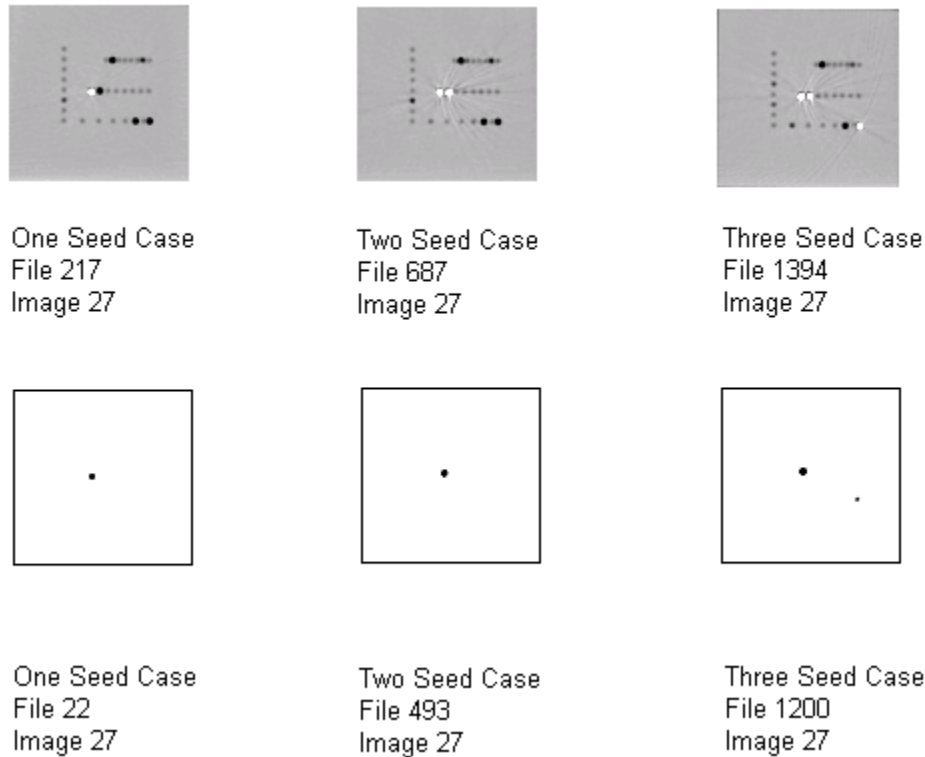 One Seed Case
File 217
Image 27
Two Seed Case
File 687
Image 27
Three Seed Case
File 1394
Image 27
One Seed Case
File 22
Image 27
Two Seed Case
File 493
Image 27
Three Seed Case
File 1200
Image 27